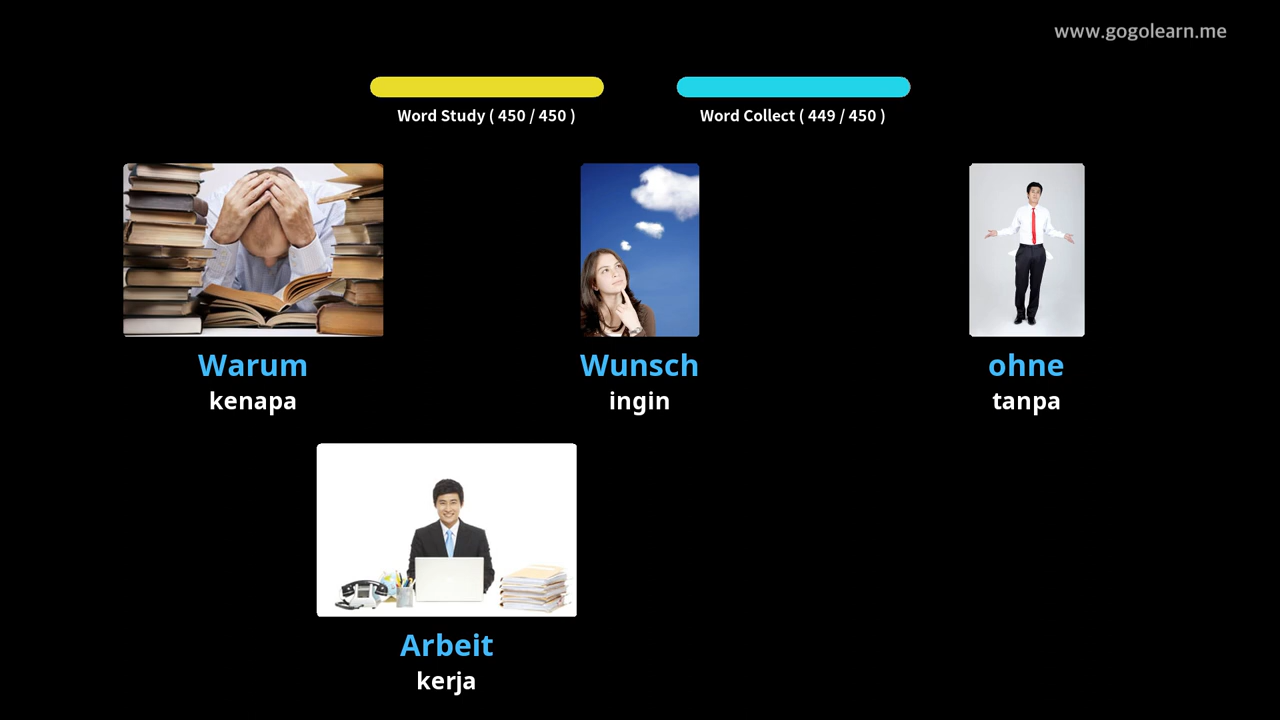 www.gogolearn.me
Word Study ( 450 / 450 )
Word Collect ( 449 / 450 )
Warum
kenapa
Wunsch
ingin
ohne
tanpa
Arbeit
kerja